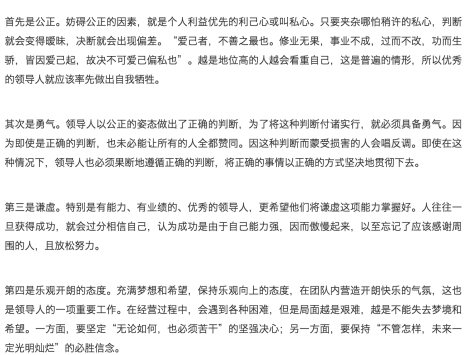 首先是公正。妨碍公正的因素，就是个人利益优先的利己心或叫私心。只要夹杂哪怕稍许的私心，判断
就会变得暧昧，决断就会出现偏差。“爱己者，不善之最也。修业无果，事业不成，过而不改，功而生
骄，皆因爱己起，故决不可爱己偏私也”。越是地位高的人越会看重自己，这是普遍的情形，所以优秀
的领导人就应该率先做出自我牺牲。
其次是勇气。领导人以公正的姿态做出了正确的判断，为了将这种判断付诸实行，就必须具备勇气。因
为即使是正确的判断，也未必能让所有的人全都赞同。因这种判断而蒙受损害的人会唱反调。即使在这
种情况下，领导人也必须果断地遵循正确的判断，将正确的事情以正确的方式坚决地贯彻下去。
第三是谦虚。特别是有能力、有业绩的、优秀的领导人，更希望他们将谦虚这项能力掌握好。人往往一
旦获得成功，就会过分相信自己，认为成功是由于自己能力强，因而傲慢起来，以至忘记了应该感谢周
围的人，且放松努力。
第四是乐观开朗的态度。充满梦想和希望，保持乐观向上的态度，在团队内营造开朗快乐的气氛，这也
是领导人的一项重要工作。在经营过程中，会遇到各种困难，但是局面越是艰难，越是不能失去梦境和
希望。一方面，要坚定“无论如何，也必须苦干”的坚强决心；另一方面，要保持“不管怎样，未来一
定光明灿烂”的必胜信念。